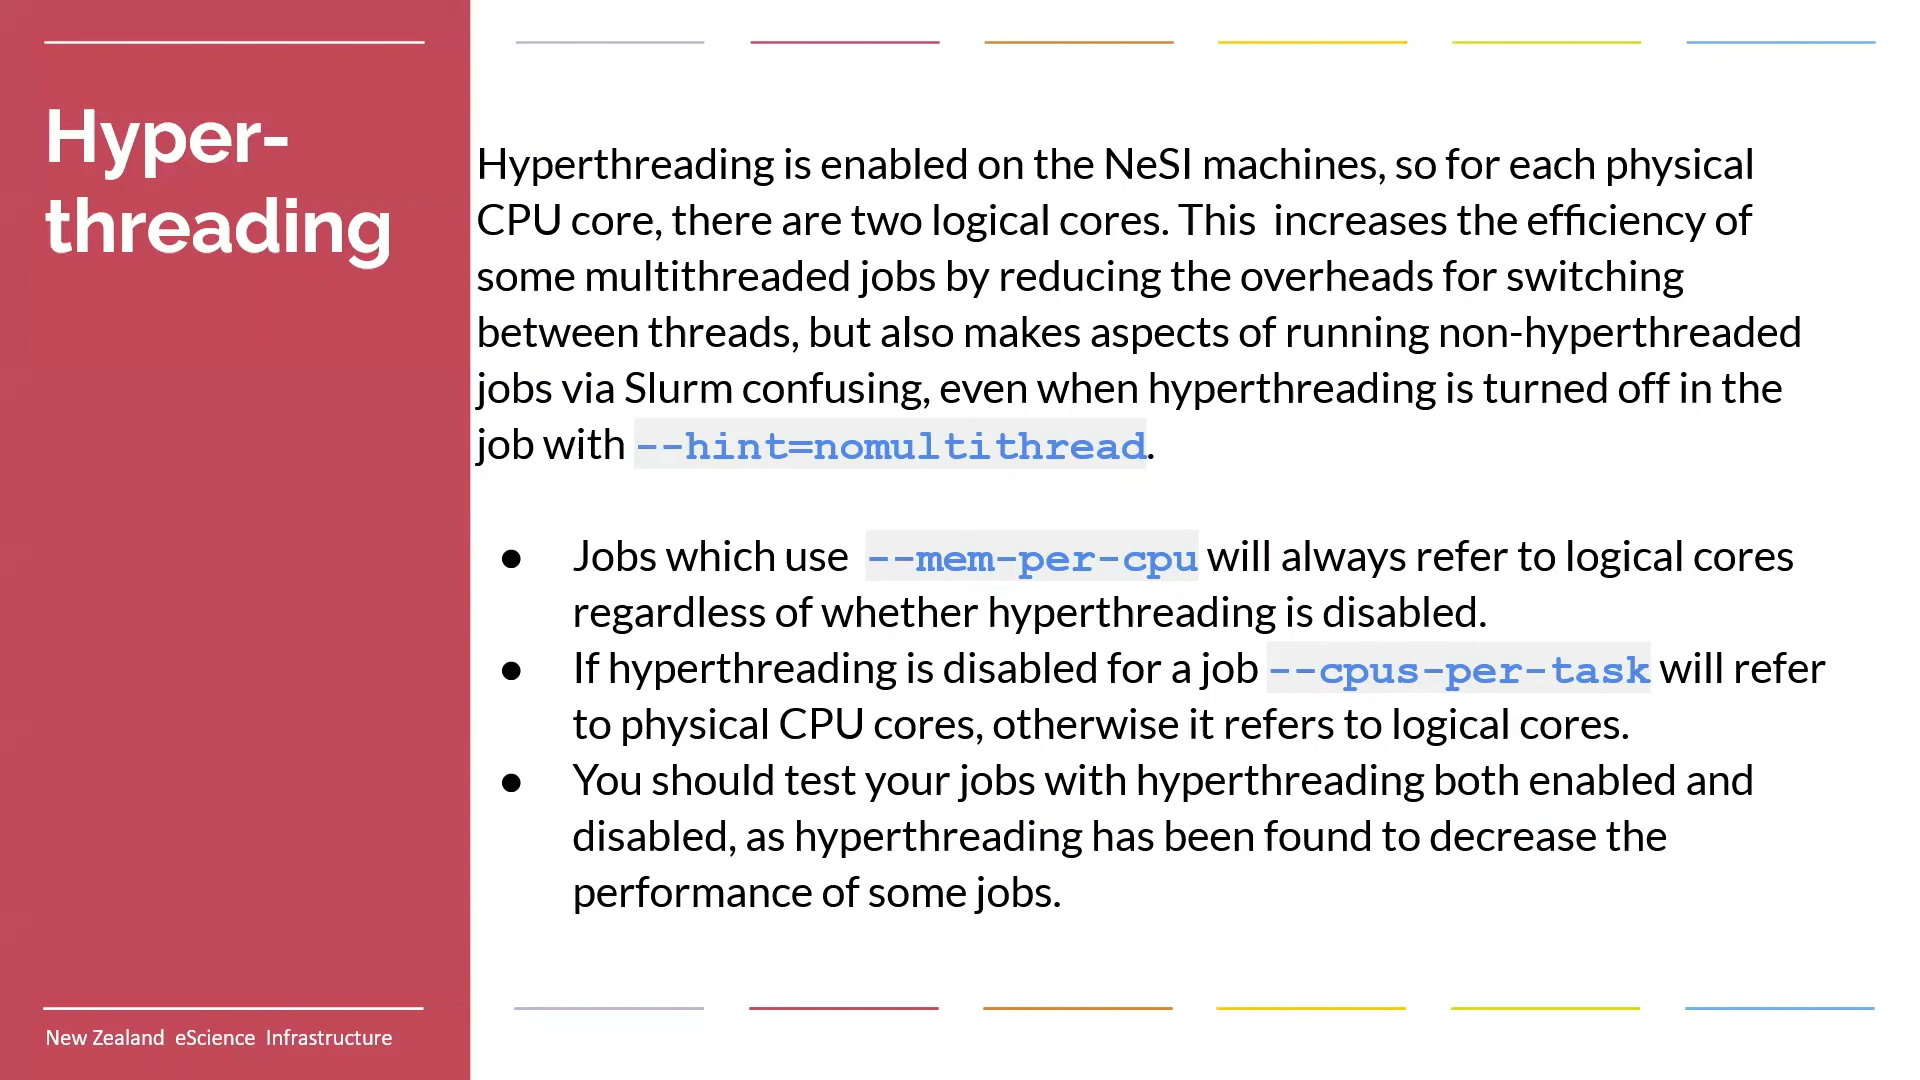 Hyper-
threading
Hyperthreading is enabled on the NeSI machines, so for each physical
CPU core, there are two logical cores. This  increases the efficiency of
some multithreaded jobs by reducing the overheads for switching
between threads, but also makes aspects of running non-hyperthreaded
jobs via Slurm confusing, even when hyperthreading is turned off in the
job with --hint=nomultithread.
● Jobs which use --mem-per-cpu will always refer to logical cores
regardless of whether hyperthreading is disabled.
● If hyperthreading is disabled for a job --cpus-per-task will refer
to physical CPU cores, otherwise it refers to logical cores.
● You should test your jobs with hyperthreading both enabled and
disabled, as hyperthreading has been found to decrease the
performance of some jobs.
New Zealand eScience Infrastructure